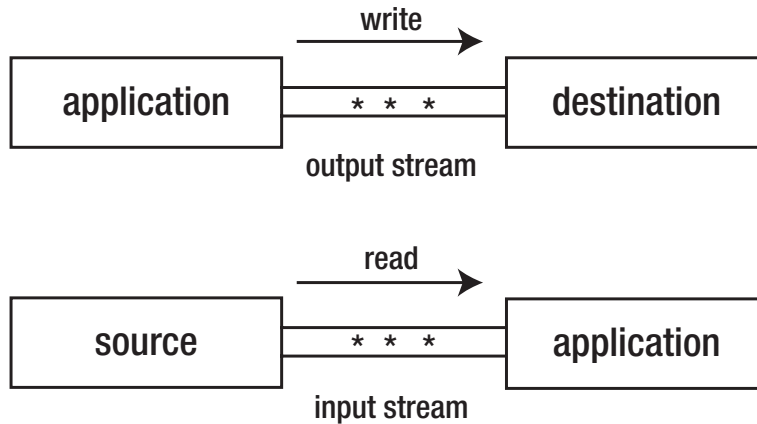 write
application
* * *
destination
output stream
read
source
* * *
application
input stream